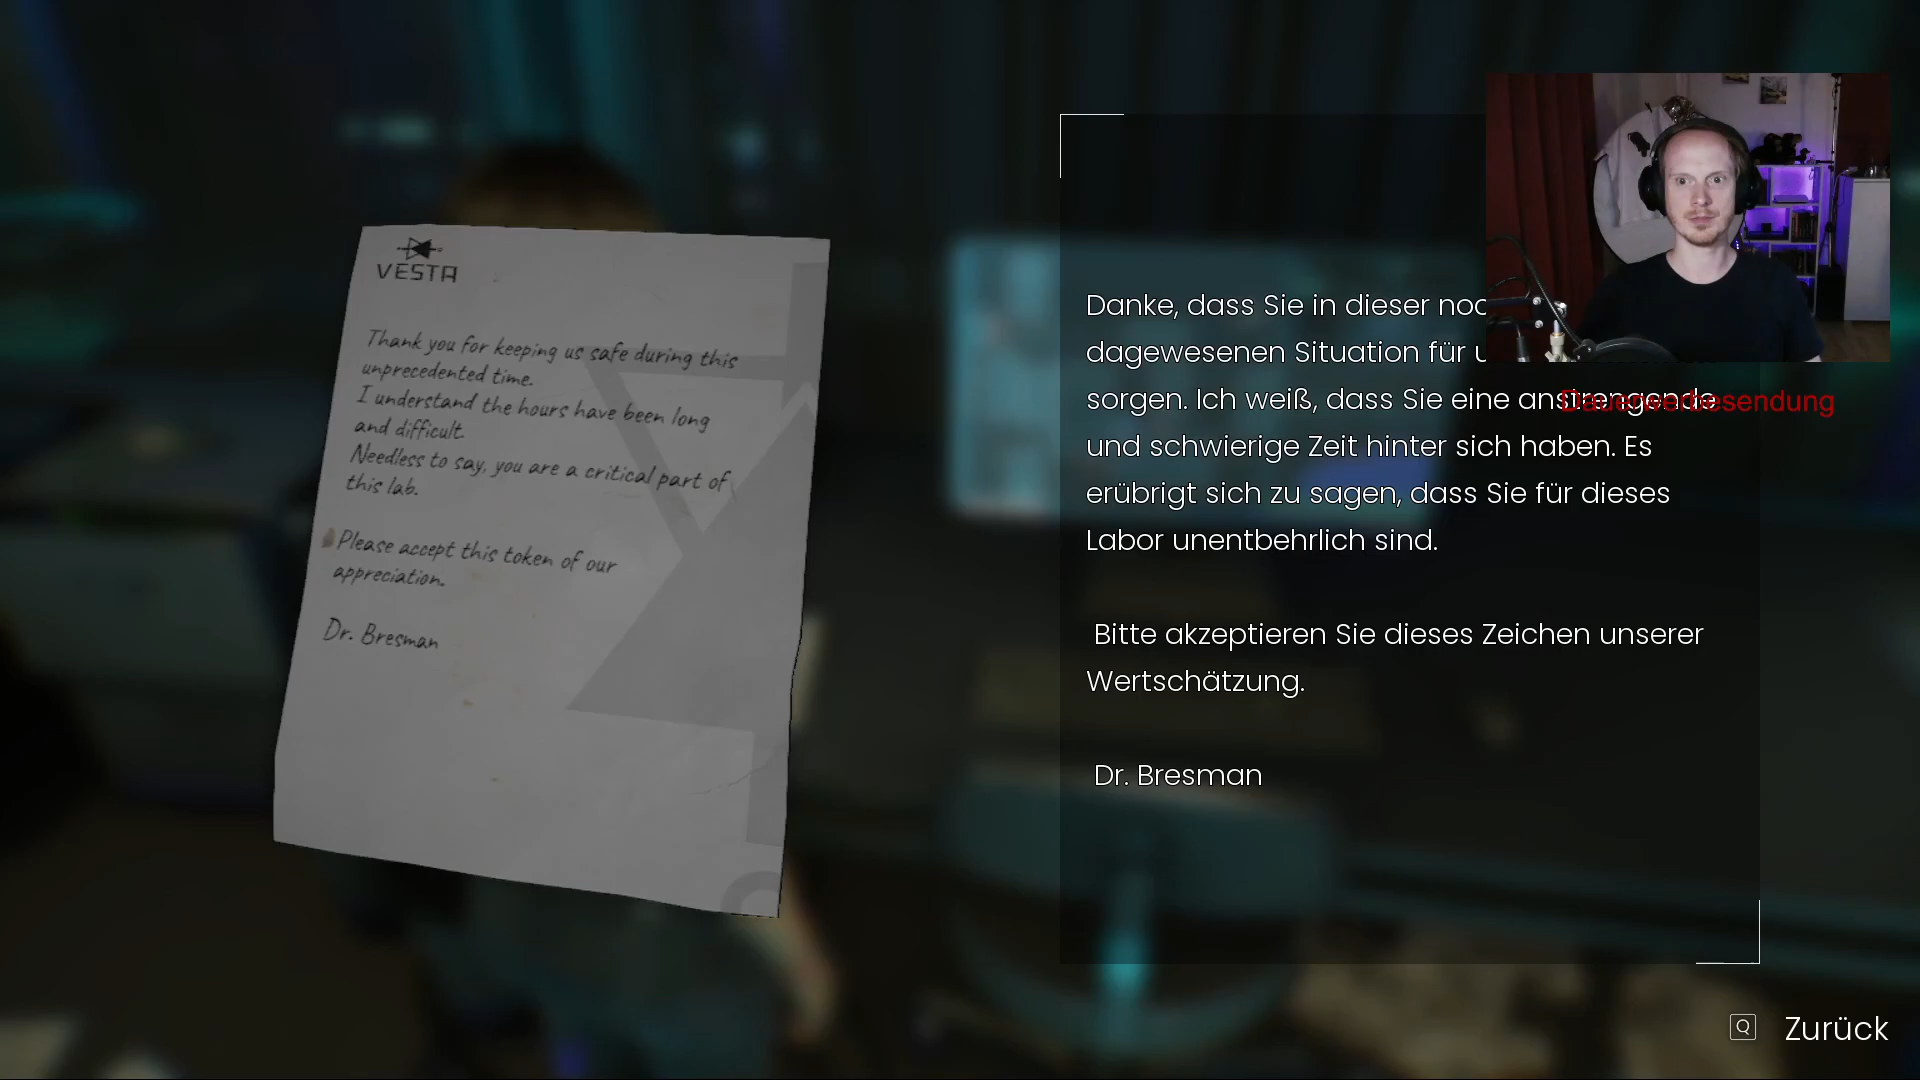 VESTA
Thank you for keeping us safe during this
unprecedented time.
I understand the hours have been long
and difficult.
Needless to say, you are a critical part of
this lab.
Please accept this token of our
appreciation.
Dr. Bresman
Danke, dass Sie in dieser
dagewesenen Situation für
sorgen. Ich weiß, dass Sie eine anstrengende
und schwierige Zeit hinter sich haben. Es
erübrigt sich zu sagen, dass Sie für dieses
Labor unentbehrlich sind.
Bitte akzeptieren Sie dieses Zeichen unserer
Wertschätzung.
Dr. Bresman
Dauerwerbesendung
Q Zurück